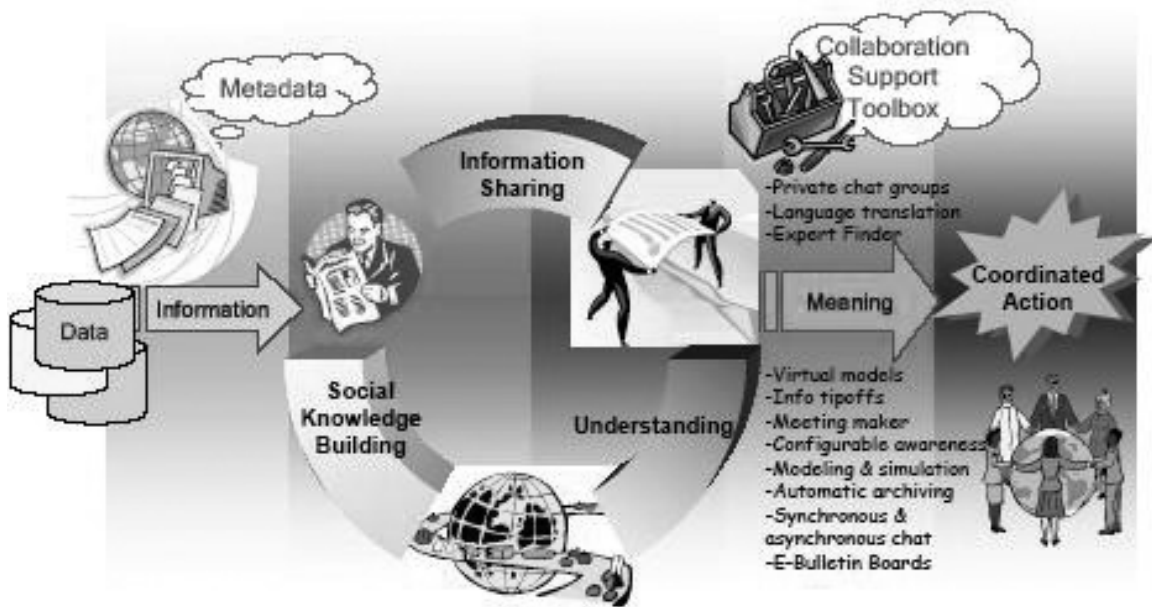 Metadata
Collaboration
Support
Toolbox
Information
Sharing
-Private chat groups
-Language translation
-Expert Finder
Data
Information
Meaning
Coordinated
Action
Social
Knowledge
Building
Understanding
-Virtual models
-Info tipoffs
-Meeting maker
-Configurable awareness
-Modeling & simulation
-Automatic archiving
-Synchronous &
asynchronous chat
-E-Bulletin Boards